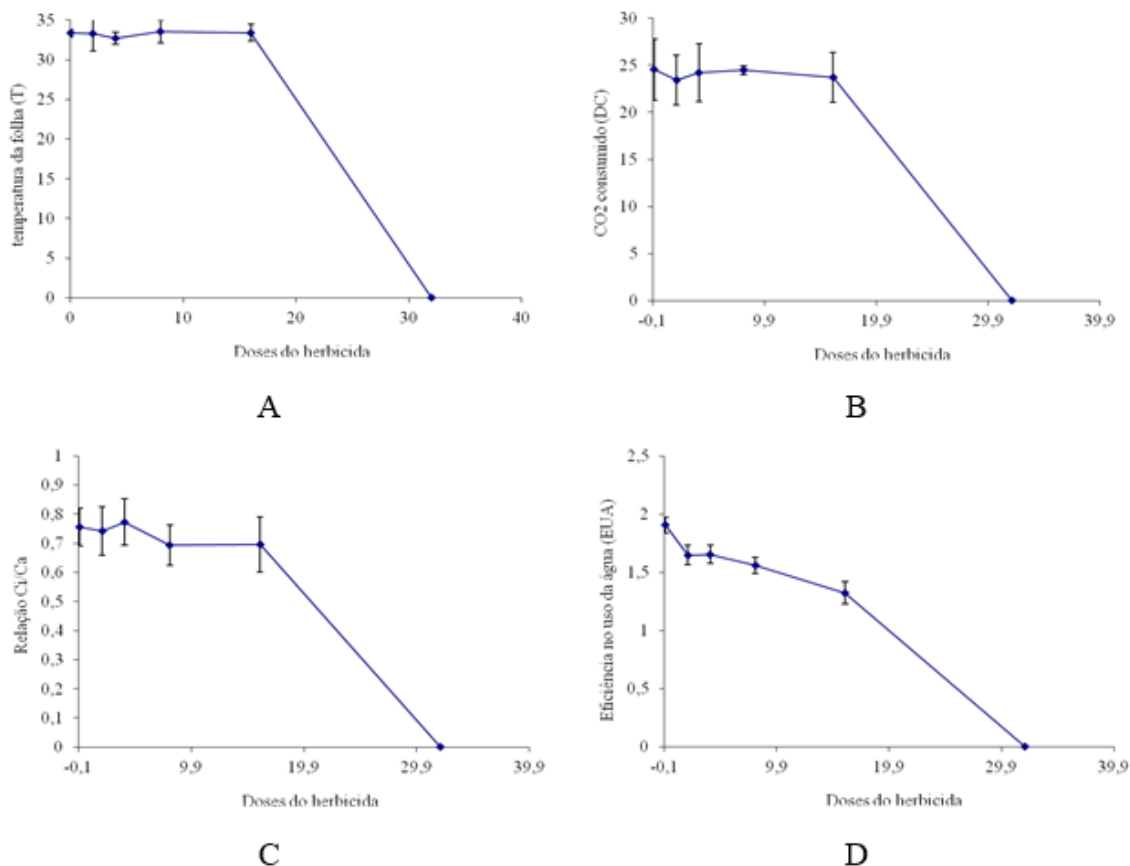 35
30
25
20
15
10
5
0
temperatura da folha (T)
0 10 20 30 40
Doses do herbicida
A
30
25
20
15
10
5
0
CO2 consumido (DC)
-0,1 9,9 19,9 29,9 39,9
Doses do herbicida
B
1
0,9
0,8
0,7
0,6
0,5
0,4
0,3
0,2
0,1
0
Relação Ci/Ca
-0,1 9,9 19,9 29,9 39,9
Doses do herbicida
C
2,5
2
1,5
1
0,5
0
Eficiência no uso da água (EUA)
-0,1 9,9 19,9 29,9 39,9
Doses do herbicida
D